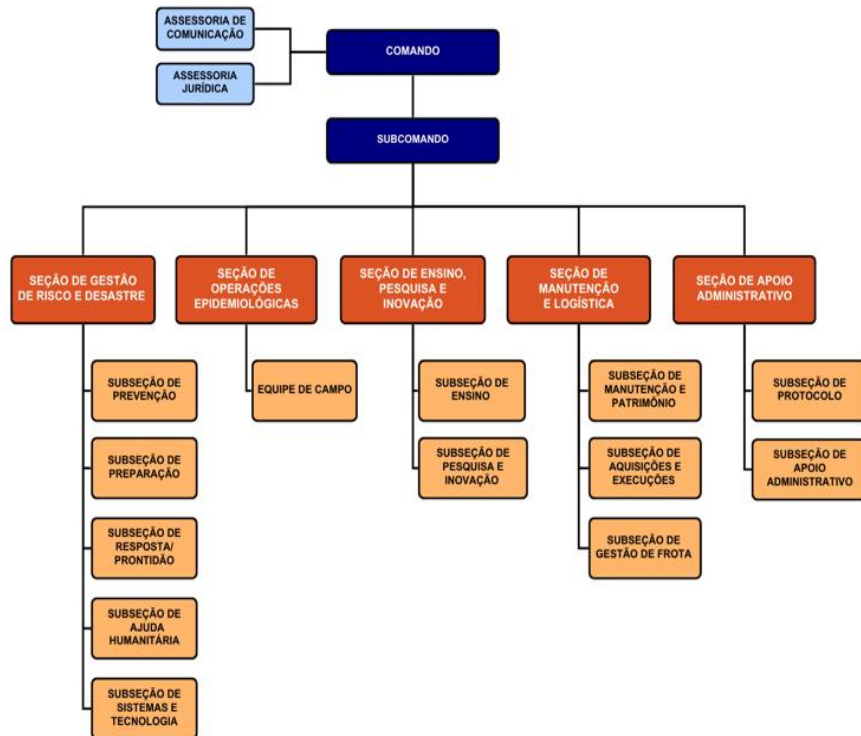 ASSESSORIA DE
COMUNICAÇÃO
COMANDO
ASSESSORIA
JURÍDICA
SUBCOMANDO
SEÇÃO DE GESTÃO
DE RISCO E DESASTRE
SEÇÃO DE
OPERAÇÕES
EPIDEMIOLÓGICAS
SEÇÃO DE ENSINO,
PESQUISA E
INOVAÇÃO
SEÇÃO DE
MANUTENÇÃO
E LOGÍSTICA
SEÇÃO DE APOIO
ADMINISTRATIVO
SUBSEÇÃO DE
PREVENÇÃO
SUBSEÇÃO DE
PREPARAÇÃO
SUBSEÇÃO DE
RESPOSTA/
PRONTIDÃO
SUBSEÇÃO DE
AJUDA
HUMANITÁRIA
SUBSEÇÃO DE
SISTEMAS E
TECNOLOGIA
EQUIPE DE CAMPO
SUBSEÇÃO DE
ENSINO
SUBSEÇÃO DE
PESQUISA E
INOVAÇÃO
SUBSEÇÃO DE
MANUTENÇÃO E
PATRIMÔNIO
SUBSEÇÃO DE
AQUISIÇÕES E
EXECUÇÕES
SUBSEÇÃO DE
GESTÃO DE FROTA
SUBSEÇÃO DE
PROTOCOLO
SUBSEÇÃO DE
APOIO
ADMINISTRATIVO